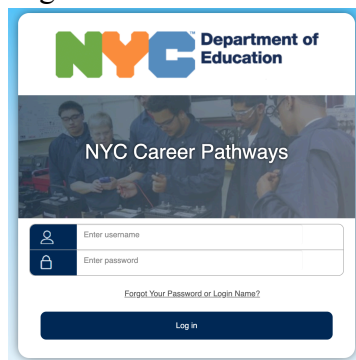 NYC Department of
Education
NYC Career Pathways
Enter username
Enter password
Forgot Your Password or Login Name?
Log in